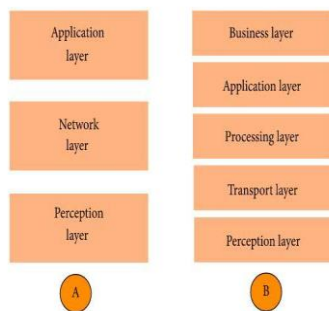 Application
layer
Network
layer
Perception
layer
A
Business layer
Application layer
Processing layer
Transport layer
Perception layer
B